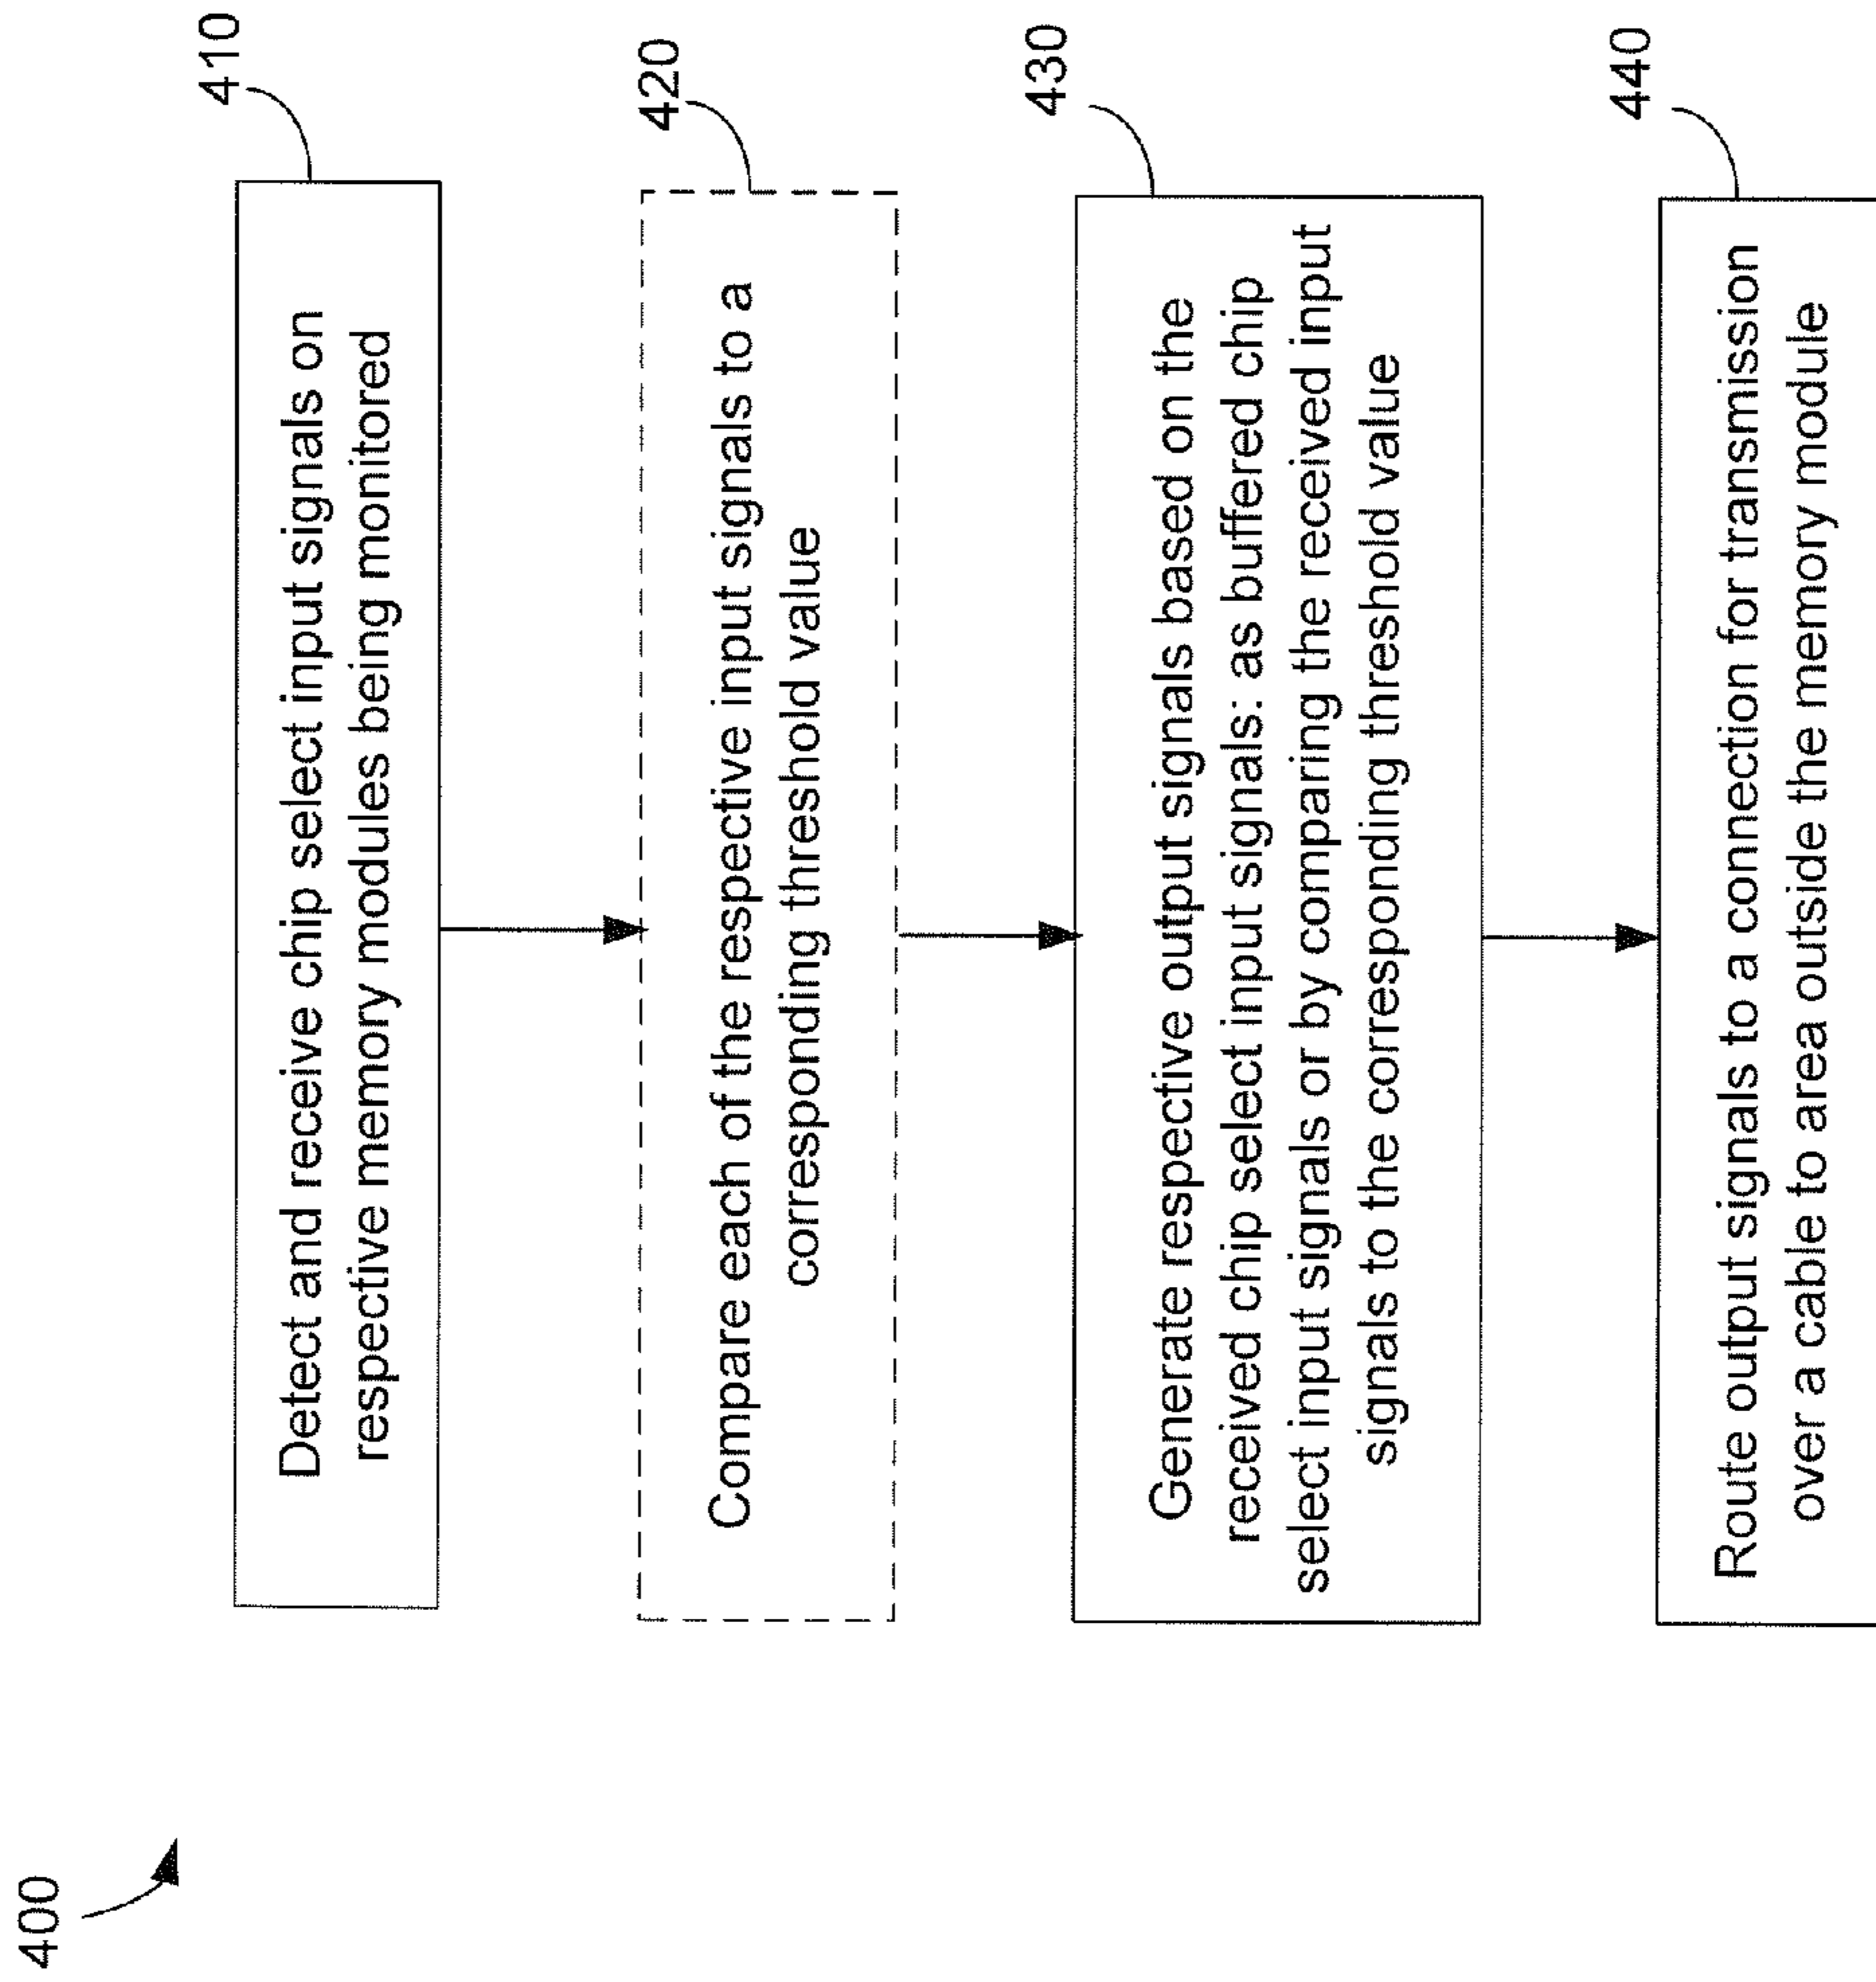 400
410
Detect and receive chip select input signals on
respective memory modules being monitored
420
Compare each of the respective input signals to a
corresponding threshold value
430
Generate respective output signals based on the
received chip select input signals: as buffered chip
select input signals or by comparing the received input
signals to the corresponding threshold value
440
Route output signals to a connection for transmission
over a cable to area outside the memory module